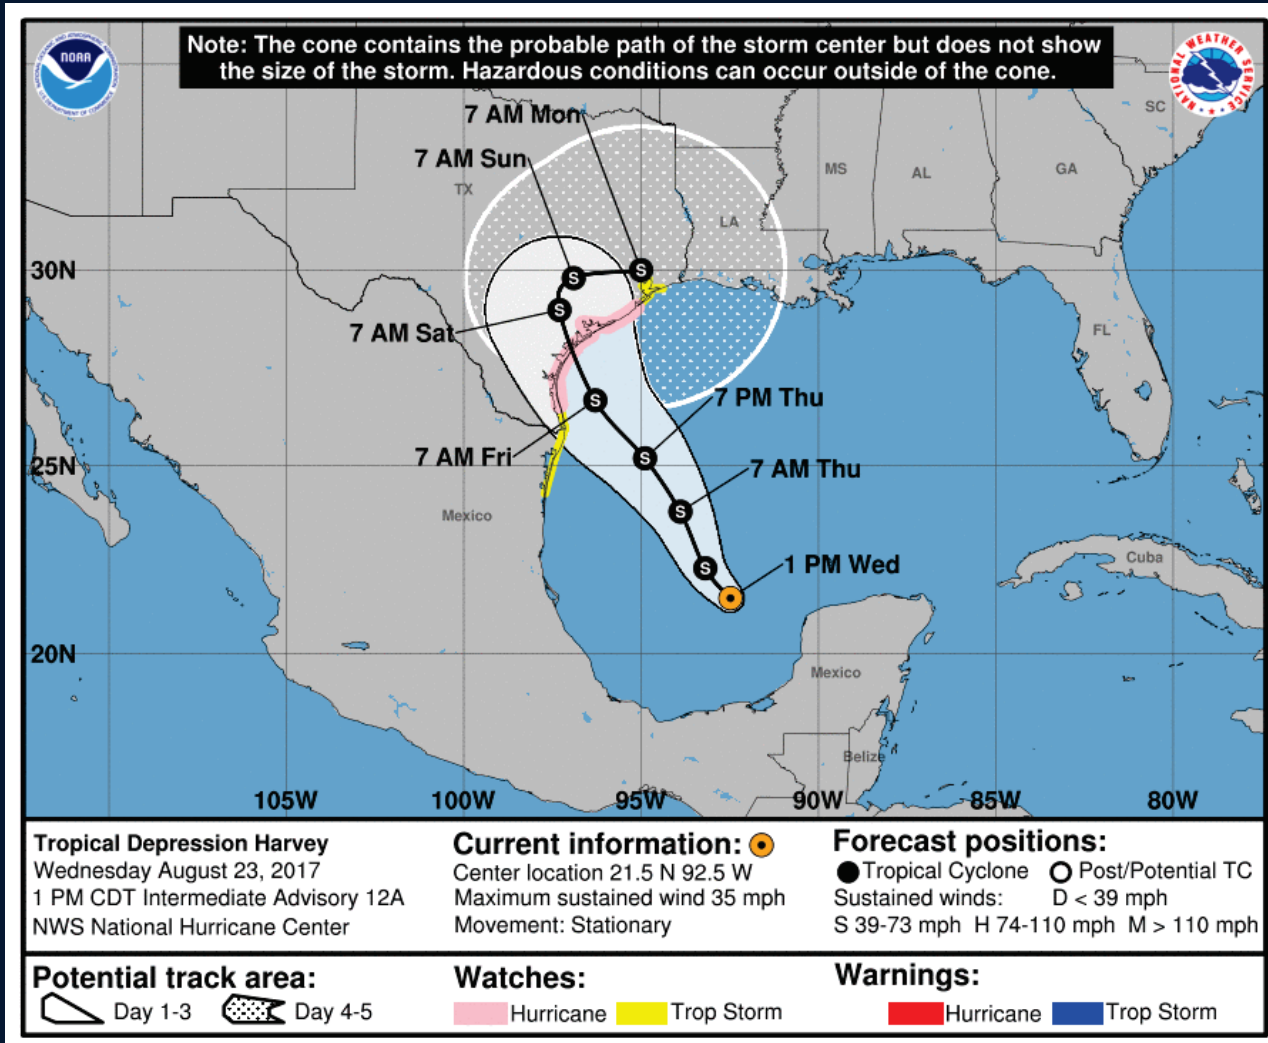 Note: The cone contains the probable path of the storm center but does not show
the size of the storm. Hazardous conditions can occur outside of the cone.
NOAA
NATIONAL WEATHER SERVICE
7 AM Mon
7 AM Sun
SC
TX
MS
AL
GA
LA
30N
S
S
S
7 AM Sat
FL
S
7 PM Thu
7 AM Fri
S
25N
7 AM Thu
Mexico
S
Cuba
S
1 PM Wed
20N
Mexico
Belize
105W
100W
95W
90W
85W
80W
Tropical Depression Harvey
Wednesday August 23, 2017
1 PM CDT Intermediate Advisory 12A
NWS National Hurricane Center
Current information:
Center location 21.5 N 92.5 W
Maximum sustained wind 35 mph
Movement: Stationary
Forecast positions:
Tropical Cyclone Post/Potential TC
Sustained winds: D < 39 mph
S 39-73 mph H 74-110 mph M > 110 mph
Potential track area:
Day 1-3 Day 4-5
Watches:
Hurricane Trop Storm
Warnings:
Hurricane Trop Storm